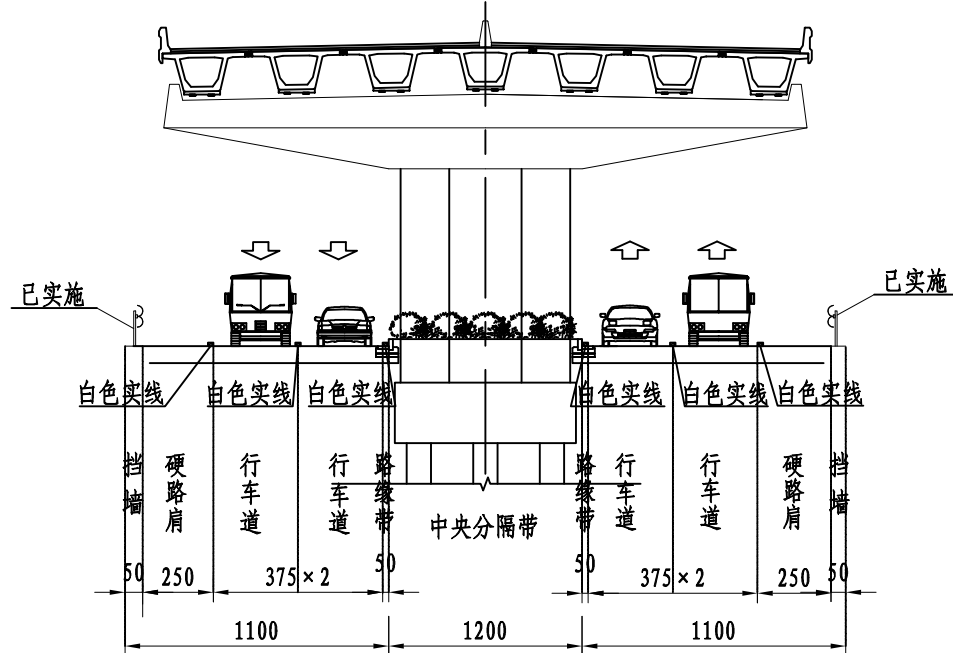 已实施
已实施
白色实线
白色实线
白色实线
白色实线
白色实线
白色实线
挡墙
硬路肩
行车道
行车道
路缘带
中央分隔带
路缘带
行车道
行车道
硬路肩
挡墙
50
250
375×2
50
50
375×2
250
50
1100
1200
1100